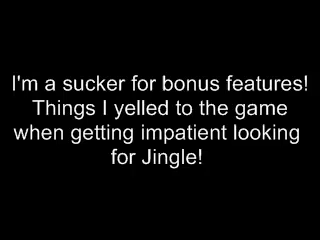 I'm a sucker for bonus features!
Things I yelled to the game
when getting impatient looking
for Jingle!